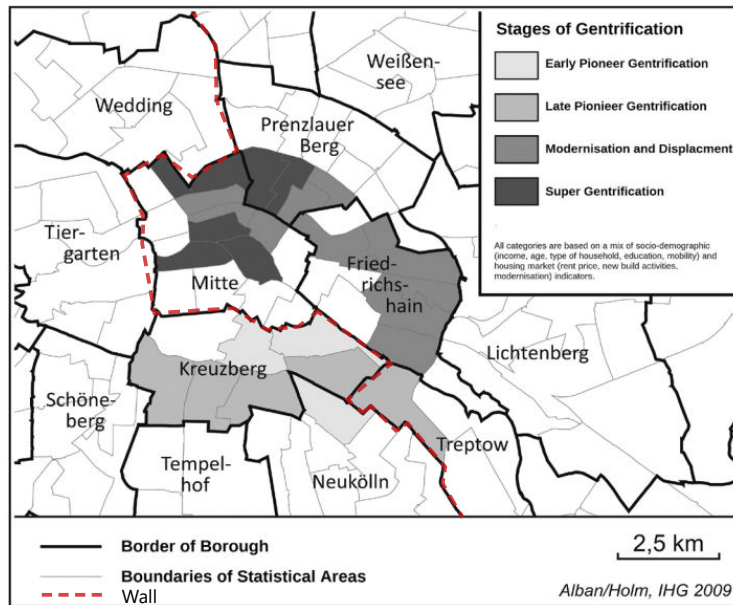 Stages of Gentrification
Early Pioneer Gentrification
Late Pionieer Gentrification
Modernisation and Displacment
Super Gentrification
All categories are based on a mix of socio-demographic
(income, age, type of household, education, mobility) and
housing market (rent price, new build activities,
modernisation) indicators.
Weißen-
see
Wedding
Prenzlauer
Berg
Tier-
garten
Mitte
Fried-
richs-
hain
Lichtenberg
Kreuzberg
Schöne-
berg
Treptow
Tempel-
hof
Neukölln
Border of Borough
Boundaries of Statistical Areas
Wall
2,5 km
Alban/Holm, IHG 2009